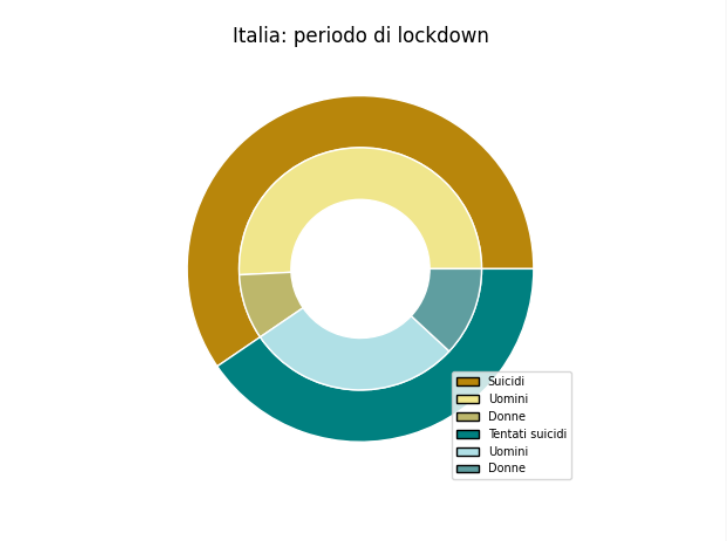 Italia: periodo di lockdown
Suicidi
Uomini
Donne
Tentati suicidi
Uomini
Donne